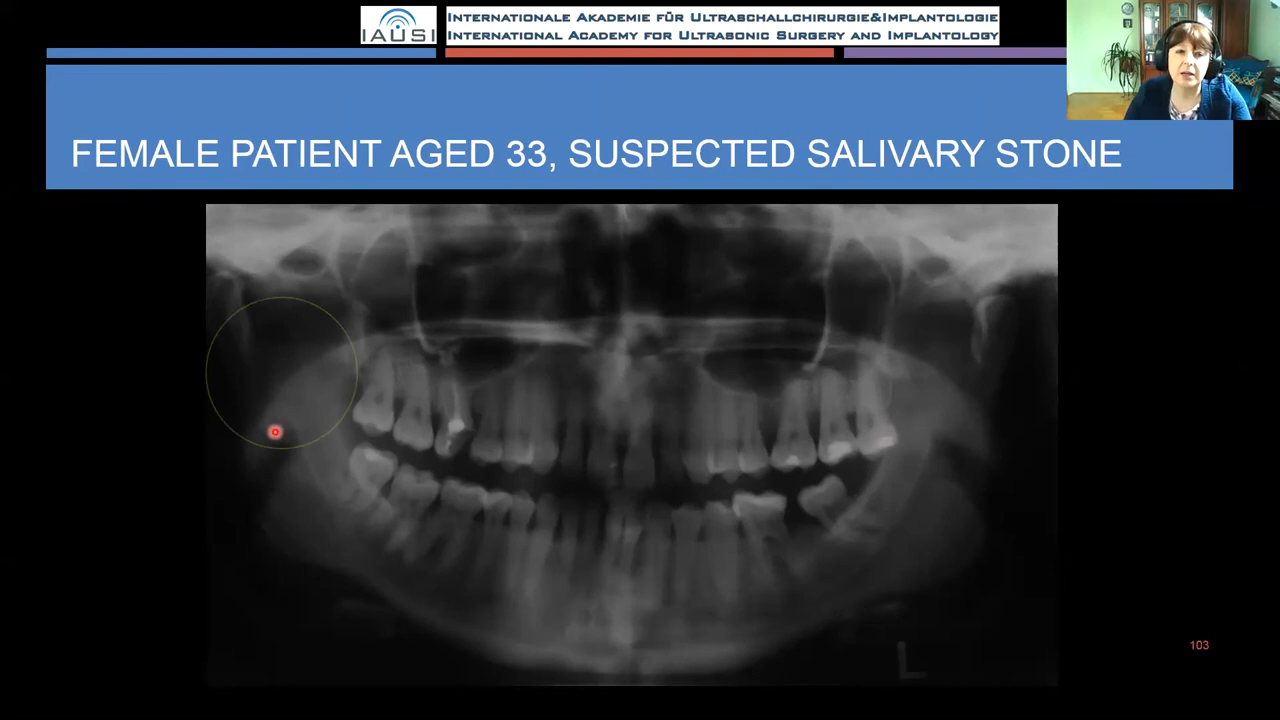 IAUSI
INTERNATIONALE AKADEMIE FÜR ULTRASCHALLCHIRURGIE&IMPLANTOLOGIE
INTERNATIONAL ACADEMY FOR ULTRASONIC SURGERY AND IMPLANTOLOGY
FEMALE PATIENT AGED 33, SUSPECTED SALIVARY STONE
L
103